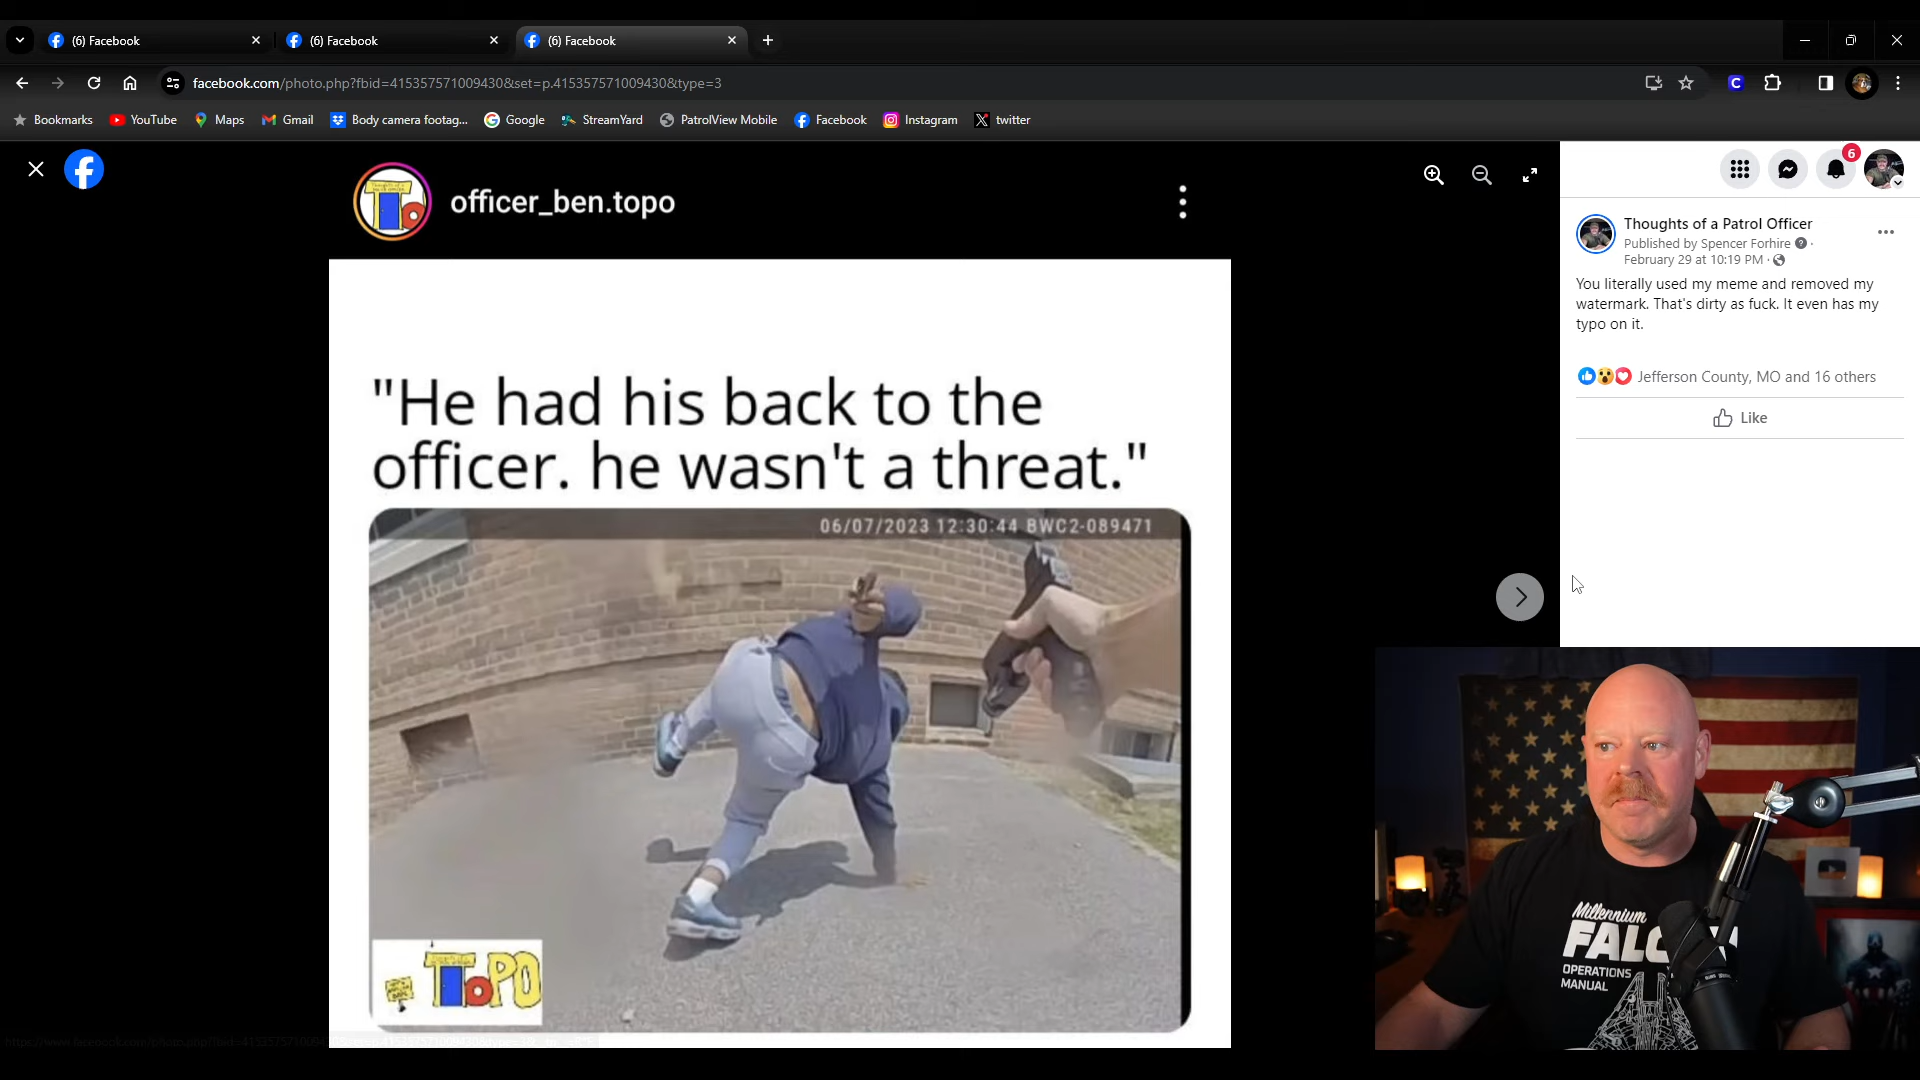 (6) Facebook
(6) Facebook
(6) Facebook
facebook.com/photo.php?fbid=415357571009430&set=p.415357571009430&type=3
Bookmarks YouTube Maps Gmail Body camera footag... Google StreamYard PatrolView Mobile Facebook Instagram twitter
officer_ben.topo
6
Thoughts of a Patrol Officer
Published by Spencer Forhire
February 29 at 10:19 PM
You literally used my meme and removed my
watermark. That's dirty as fuck. It even has my
typo on it.
Jefferson County, MO and 16 others
Like
"He had his back to the
officer. he wasn't a threat."
06/07/2023 12:30:44 BWC2-089471
ToPO
Millennium
FALCON
OPERATIONS
MANUAL